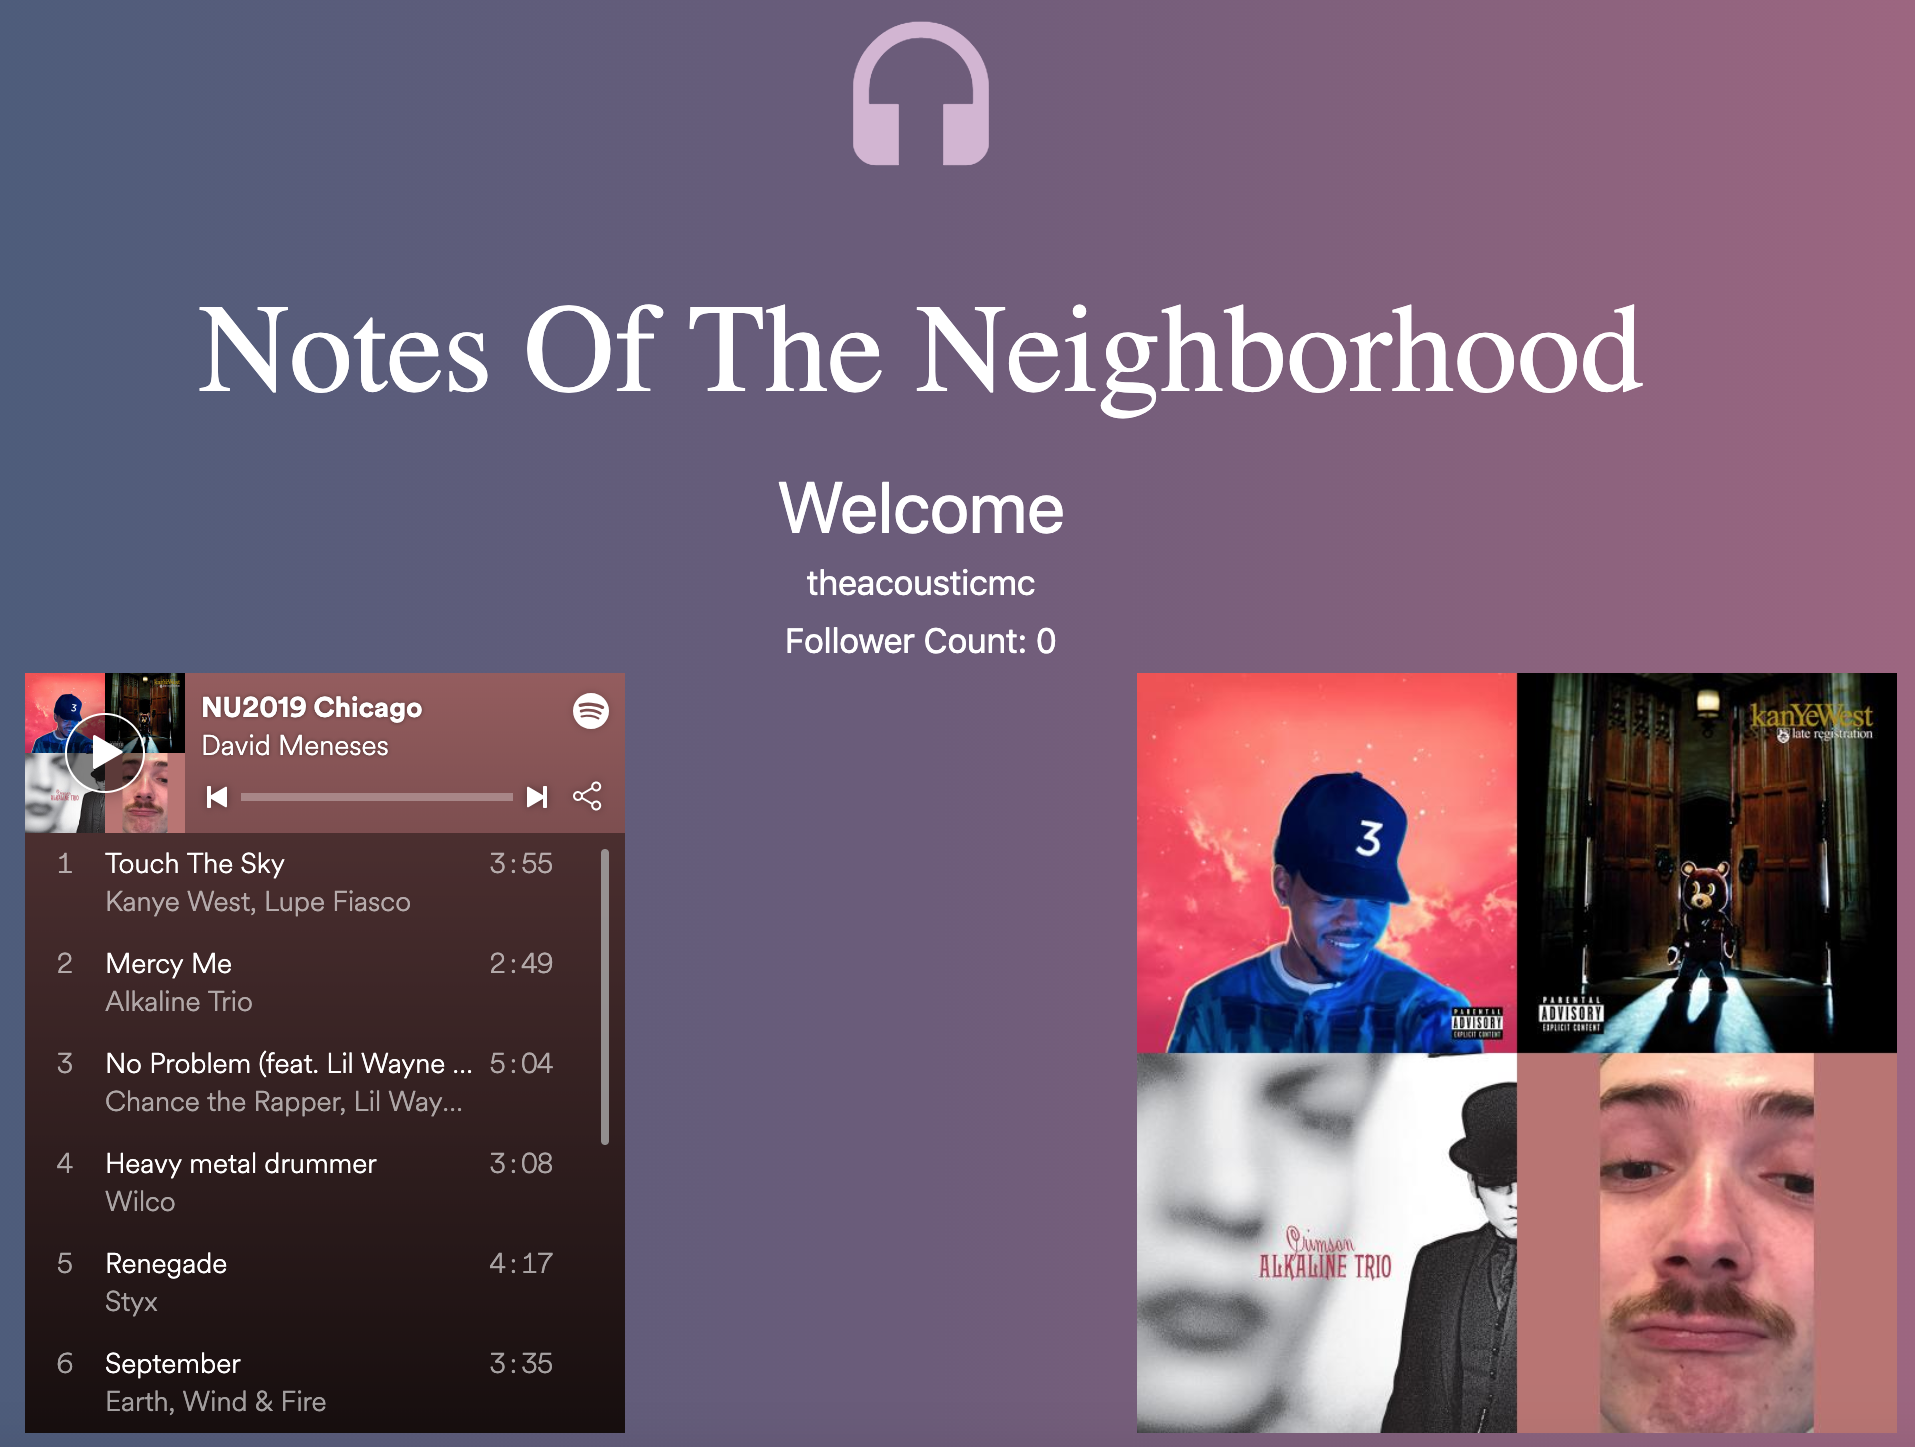 Notes Of The Neighborhood
Welcome
theacousticmc
Follower Count: 0
NU2019 Chicago
David Meneses
1 Touch The Sky 3:55
Kanye West, Lupe Fiasco
2 Mercy Me 2:49
Alkaline Trio
3 No Problem (feat. Lil Wayne ... 5:04
Chance the Rapper, Lil Way...
4 Heavy metal drummer 3:08
Wilco
5 Renegade 4:17
Styx
6 September 3:35
Earth, Wind & Fire
3
PARENTAL
ADVISORY
EXPLICIT CONTENT
kanYeWest
late registration
PARENTAL
ADVISORY
EXPLICIT CONTENT
Crimson
ALKALINE TRIO